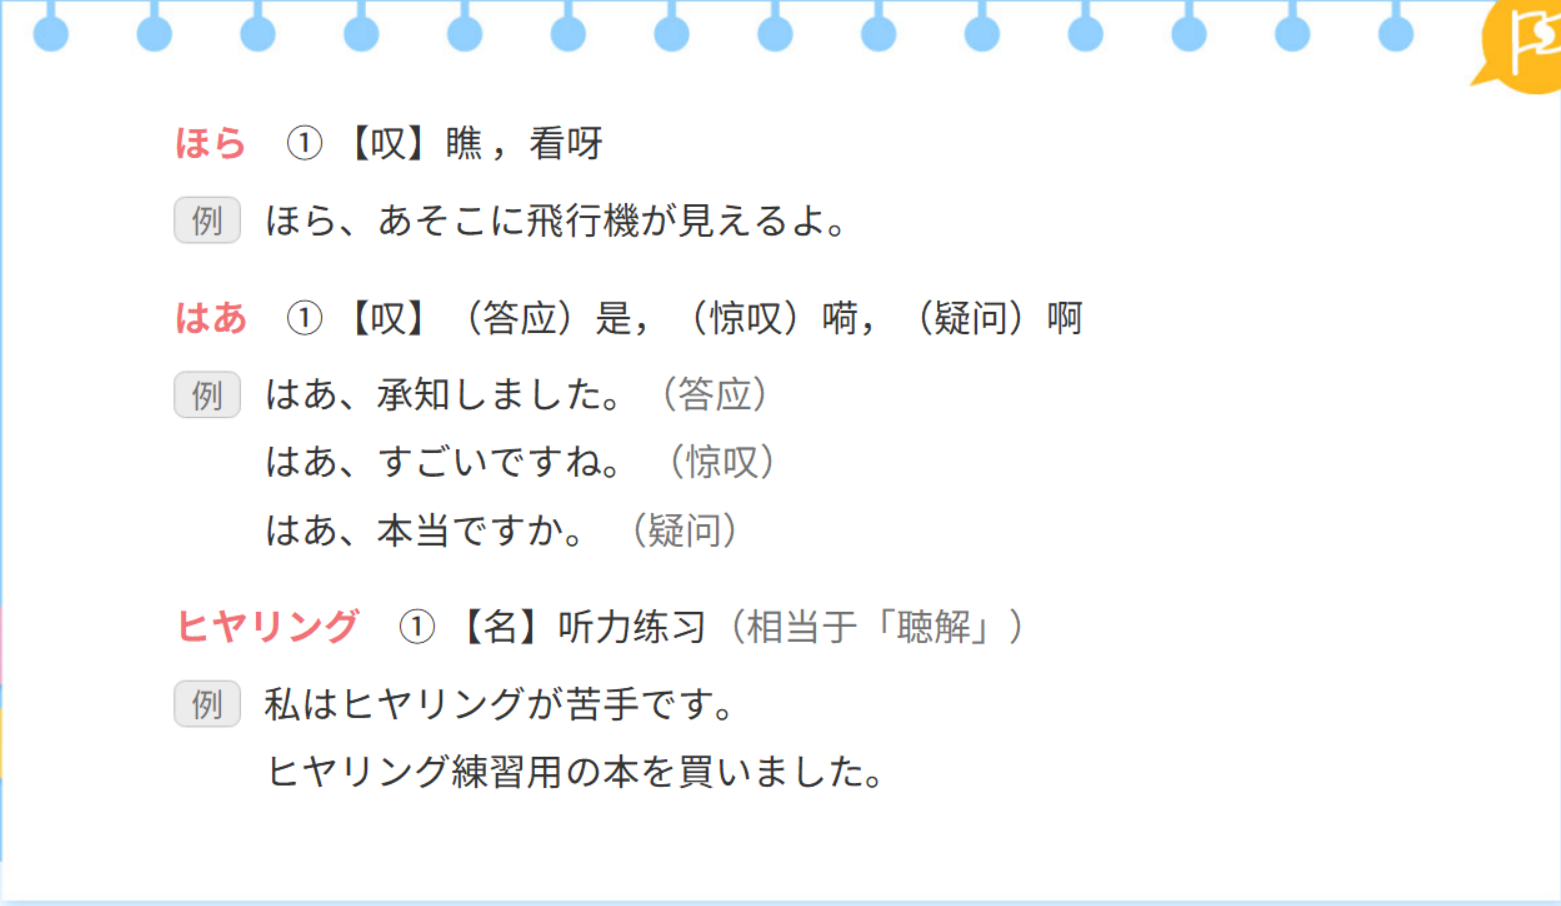 ほら ① 【叹】瞧，看呀
例 ほら、あそこに飛行機が見えるよ。
はあ ① 【叹】（答应）是，（惊叹）嗬，（疑问）啊
例 はあ、承知しました。（答应）
はあ、すごいですね。（惊叹）
はあ、本当ですか。（疑问）
ヒヤリング ① 【名】听力练习（相当于「聴解」）
例 私はヒヤリングが苦手です。
ヒヤリング練習用の本を買いました。